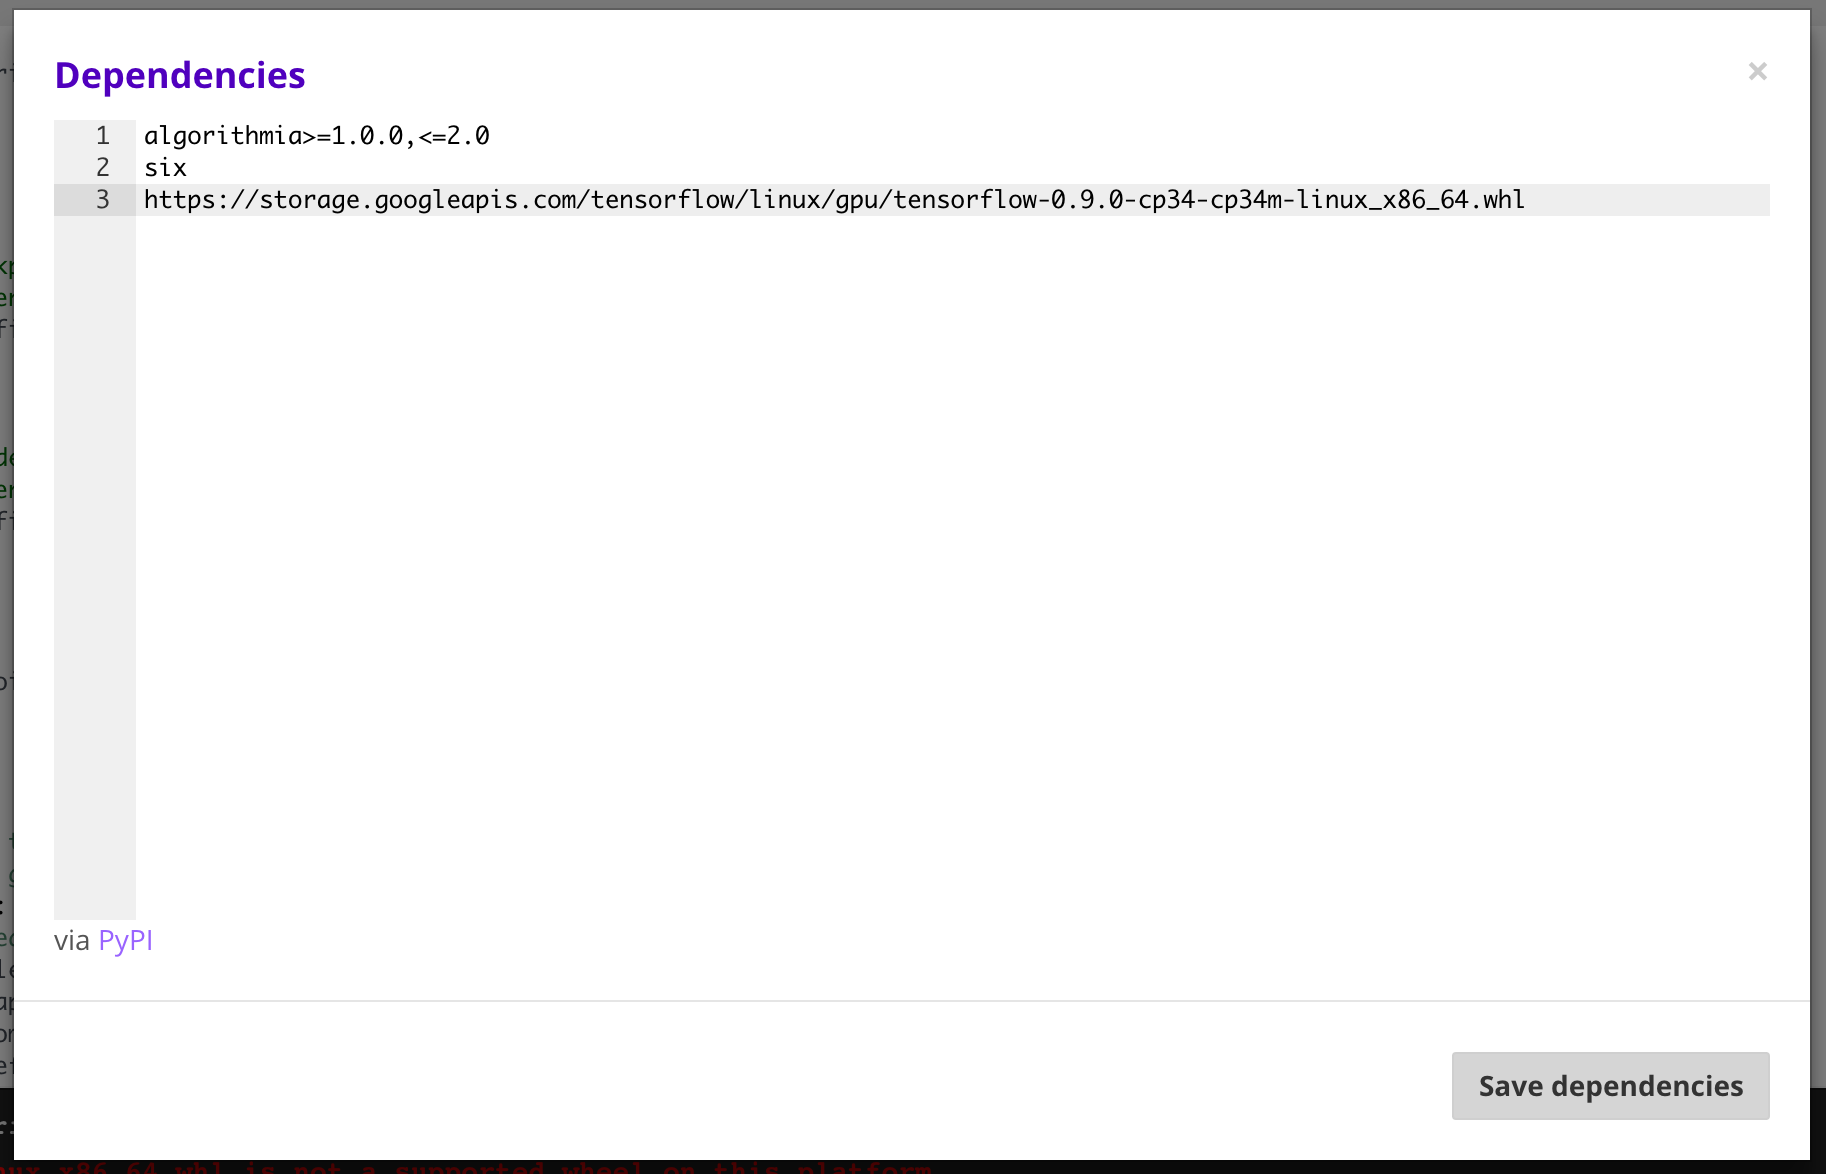 Dependencies ×
1 algorithmia>=1.0.0,<=2.0
2 six
3 https://storage.googleapis.com/tensorflow/linux/gpu/tensorflow-0.9.0-cp34-cp34m-linux_x86_64.whl
via PyPI
Save dependencies
x86_64.whl is not a supported wheel on this platform